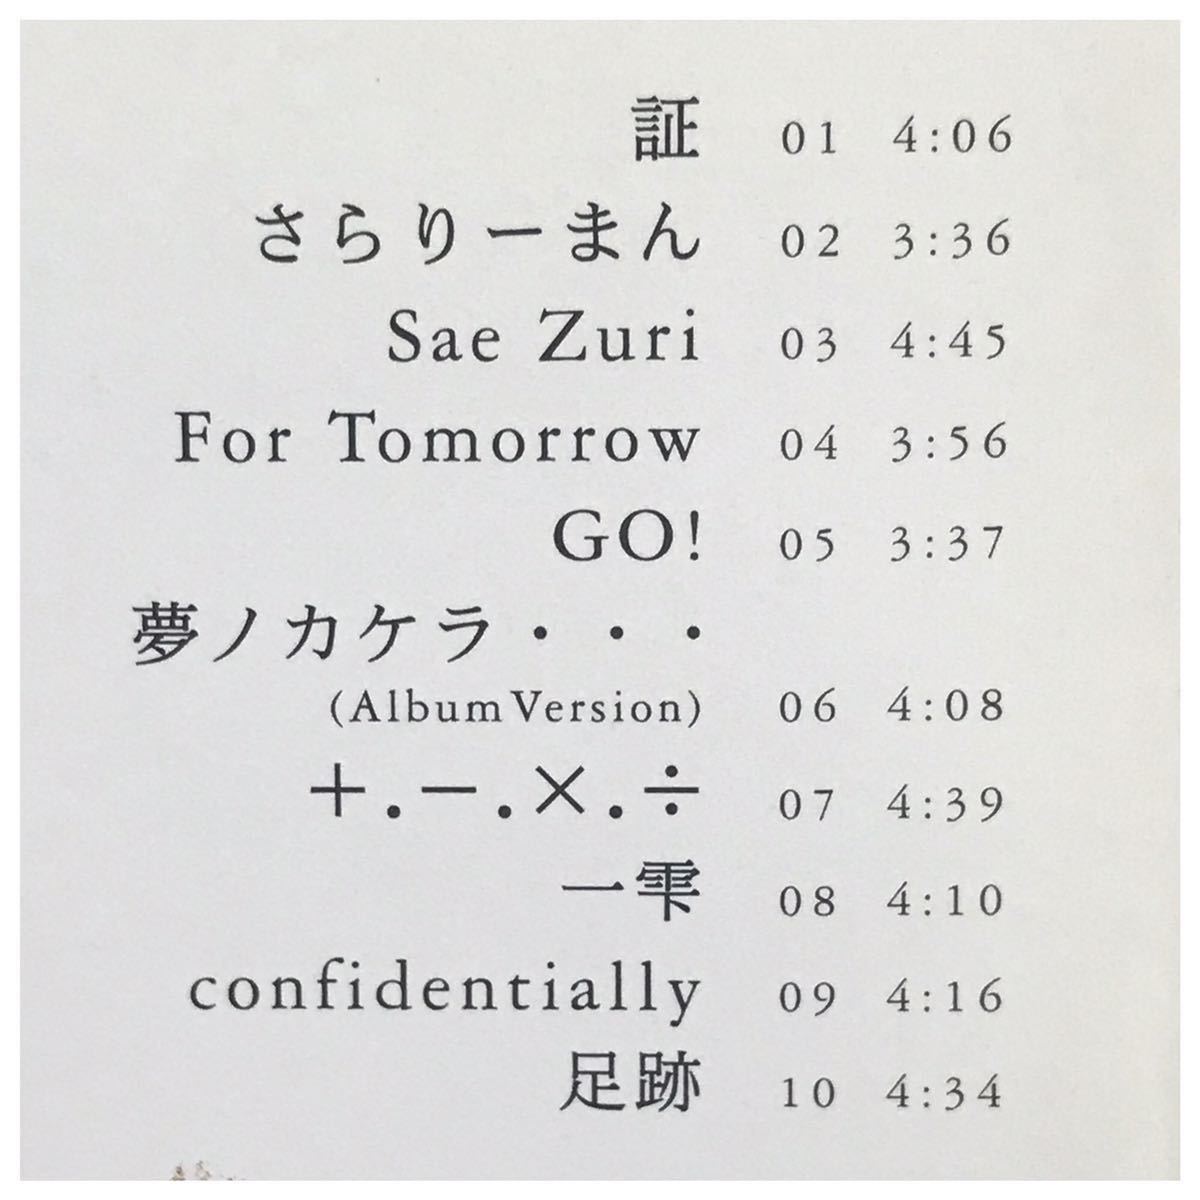 証 01 4:06
さらりーまん 02 3:36
Sae Zuri 03 4:45
For Tomorrow 04 3:56
GO! 05 3:37
夢ノカケラ・・・
(Album Version) 06 4:08
＋.－.×.÷ 07 4:39
一雫 08 4:10
confidentially 09 4:16
足跡 10 4:34